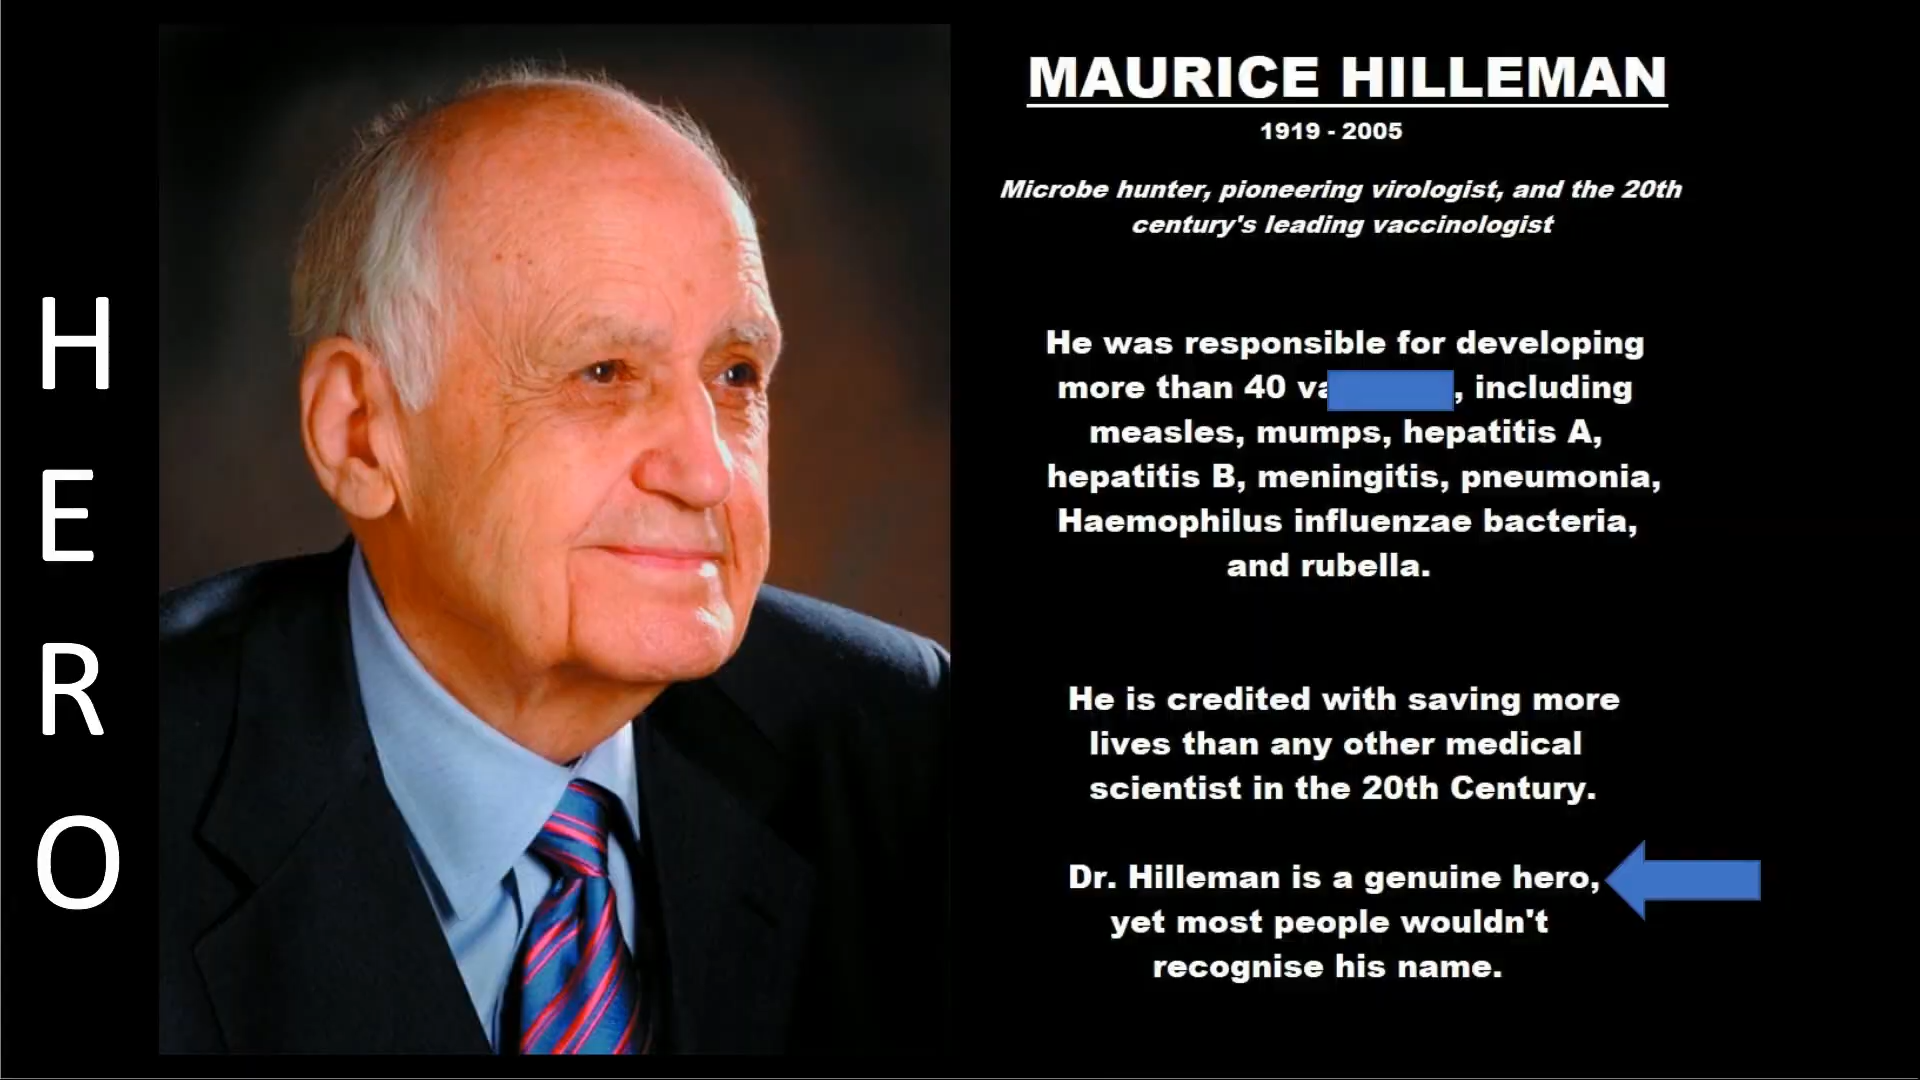 HERO
MAURICE HILLEMAN
1919 - 2005
Microbe hunter, pioneering virologist, and the 20th
century's leading vaccinologist
He was responsible for developing
more than 40 , including
measles, mumps, hepatitis A,
hepatitis B, meningitis, pneumonia,
Haemophilus influenzae bacteria,
and rubella.
He is credited with saving more
lives than any other medical
scientist in the 20th Century.
Dr. Hilleman is a genuine hero,
yet most people wouldn't
recognise his name.